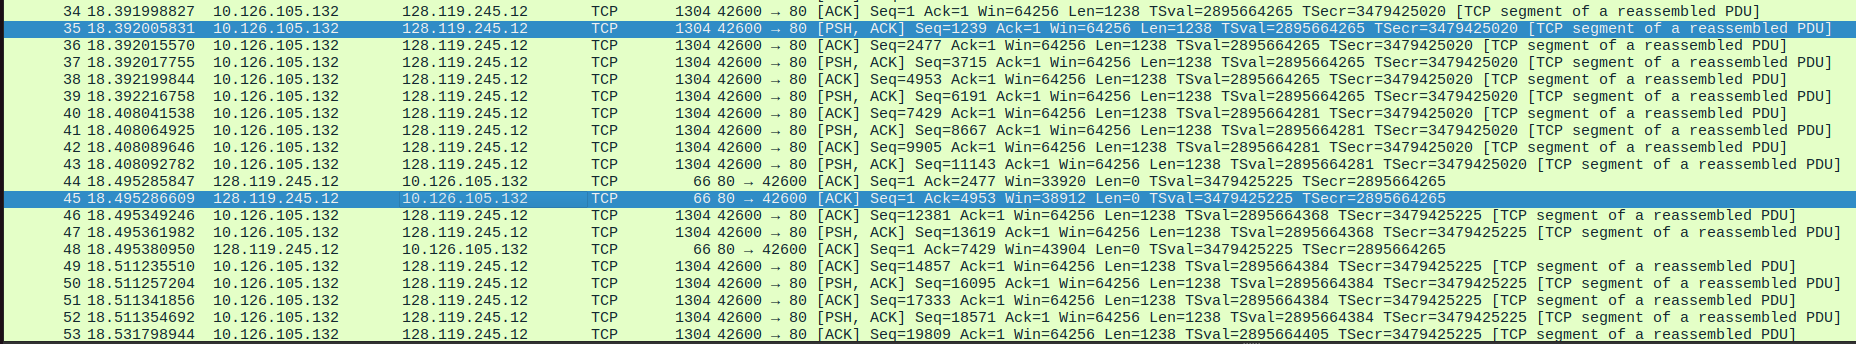 34 18.391998827 10.126.105.132 128.119.245.12 TCP 1304 42600 → 80 [ACK] Seq=1 Ack=1 Win=64256 Len=1238 TSval=2895664265 TSecr=3479425020 [TCP segment of a reassembled PDU]
35 18.392005831 10.126.105.132 128.119.245.12 TCP 1304 42600 → 80 [PSH, ACK] Seq=1239 Ack=1 Win=64256 Len=1238 TSval=2895664265 TSecr=3479425020 [TCP segment of a reassembled PDU]
36 18.392015570 10.126.105.132 128.119.245.12 TCP 1304 42600 → 80 [ACK] Seq=2477 Ack=1 Win=64256 Len=1238 TSval=2895664265 TSecr=3479425020 [TCP segment of a reassembled PDU]
37 18.392017755 10.126.105.132 128.119.245.12 TCP 1304 42600 → 80 [PSH, ACK] Seq=3715 Ack=1 Win=64256 Len=1238 TSval=2895664265 TSecr=3479425020 [TCP segment of a reassembled PDU]
38 18.392199844 10.126.105.132 128.119.245.12 TCP 1304 42600 → 80 [ACK] Seq=4953 Ack=1 Win=64256 Len=1238 TSval=2895664265 TSecr=3479425020 [TCP segment of a reassembled PDU]
39 18.392216758 10.126.105.132 128.119.245.12 TCP 1304 42600 → 80 [PSH, ACK] Seq=6191 Ack=1 Win=64256 Len=1238 TSval=2895664265 TSecr=3479425020 [TCP segment of a reassembled PDU]
40 18.408041538 10.126.105.132 128.119.245.12 TCP 1304 42600 → 80 [ACK] Seq=7429 Ack=1 Win=64256 Len=1238 TSval=2895664281 TSecr=3479425020 [TCP segment of a reassembled PDU]
41 18.408064925 10.126.105.132 128.119.245.12 TCP 1304 42600 → 80 [PSH, ACK] Seq=8667 Ack=1 Win=64256 Len=1238 TSval=2895664281 TSecr=3479425020 [TCP segment of a reassembled PDU]
42 18.408089646 10.126.105.132 128.119.245.12 TCP 1304 42600 → 80 [ACK] Seq=9905 Ack=1 Win=64256 Len=1238 TSval=2895664281 TSecr=3479425020 [TCP segment of a reassembled PDU]
43 18.408092782 10.126.105.132 128.119.245.12 TCP 1304 42600 → 80 [PSH, ACK] Seq=11143 Ack=1 Win=64256 Len=1238 TSval=2895664281 TSecr=3479425020 [TCP segment of a reassembled PDU]
44 18.495285847 128.119.245.12 10.126.105.132 TCP 66 80 → 42600 [ACK] Seq=1 Ack=2477 Win=33920 Len=0 TSval=3479425225 TSecr=2895664265
45 18.495286609 128.119.245.12 10.126.105.132 TCP 66 80 → 42600 [ACK] Seq=1 Ack=4953 Win=38912 Len=0 TSval=3479425225 TSecr=2895664265
46 18.495349246 10.126.105.132 128.119.245.12 TCP 1304 42600 → 80 [ACK] Seq=12381 Ack=1 Win=64256 Len=1238 TSval=2895664368 TSecr=3479425225 [TCP segment of a reassembled PDU]
47 18.495361982 10.126.105.132 128.119.245.12 TCP 1304 42600 → 80 [PSH, ACK] Seq=13619 Ack=1 Win=64256 Len=1238 TSval=2895664368 TSecr=3479425225 [TCP segment of a reassembled PDU]
48 18.495380950 128.119.245.12 10.126.105.132 TCP 66 80 → 42600 [ACK] Seq=1 Ack=7429 Win=43904 Len=0 TSval=3479425225 TSecr=2895664265
49 18.511235510 10.126.105.132 128.119.245.12 TCP 1304 42600 → 80 [ACK] Seq=14857 Ack=1 Win=64256 Len=1238 TSval=2895664384 TSecr=3479425225 [TCP segment of a reassembled PDU]
50 18.511257204 10.126.105.132 128.119.245.12 TCP 1304 42600 → 80 [PSH, ACK] Seq=16095 Ack=1 Win=64256 Len=1238 TSval=2895664384 TSecr=3479425225 [TCP segment of a reassembled PDU]
51 18.511341856 10.126.105.132 128.119.245.12 TCP 1304 42600 → 80 [ACK] Seq=17333 Ack=1 Win=64256 Len=1238 TSval=2895664384 TSecr=3479425225 [TCP segment of a reassembled PDU]
52 18.511354692 10.126.105.132 128.119.245.12 TCP 1304 42600 → 80 [PSH, ACK] Seq=18571 Ack=1 Win=64256 Len=1238 TSval=2895664384 TSecr=3479425225 [TCP segment of a reassembled PDU]
53 18.531798944 10.126.105.132 128.119.245.12 TCP 1304 42600 → 80 [ACK] Seq=19809 Ack=1 Win=64256 Len=1238 TSval=2895664405 TSecr=3479425225 [TCP segment of a reassembled PDU]